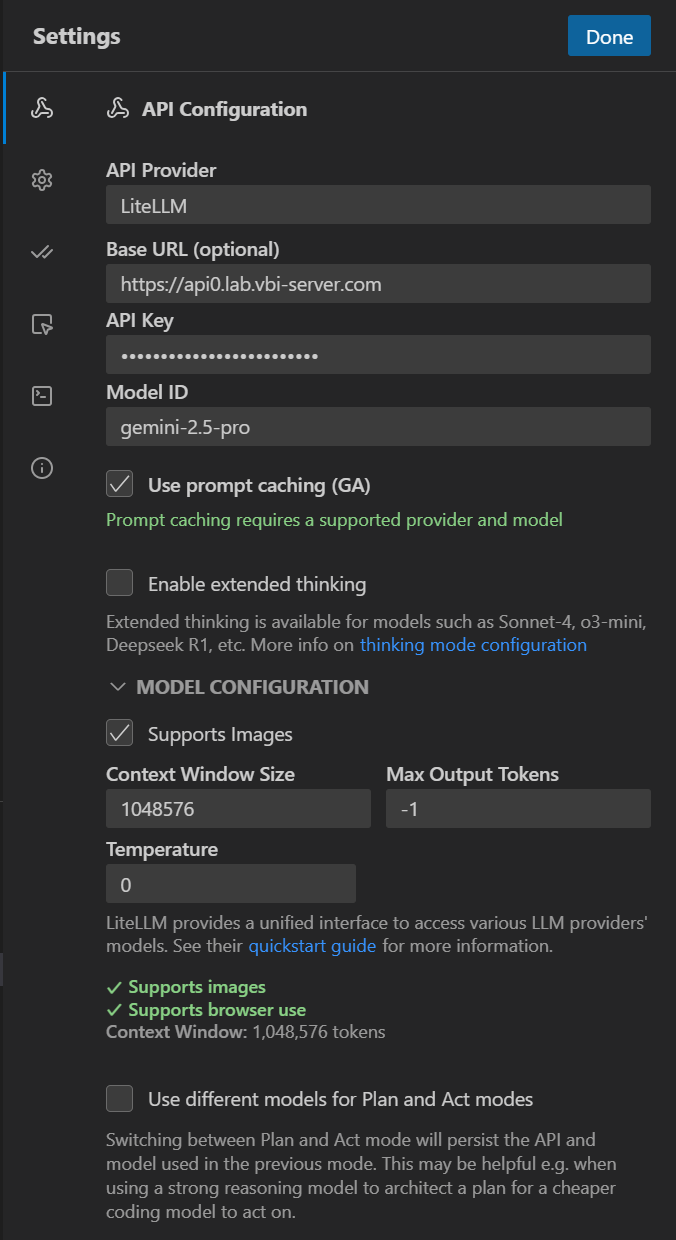 Settings
Done
API Configuration
API Provider
LiteLLM
Base URL (optional)
https://api0.lab.vbi-server.com
API Key
•••••••••••••••••••••••••
Model ID
gemini-2.5-pro
Use prompt caching (GA)
Prompt caching requires a supported provider and model
Enable extended thinking
Extended thinking is available for models such as Sonnet-4, o3-mini,
Deepseek R1, etc. More info on thinking mode configuration
MODEL CONFIGURATION
Supports Images
Context Window Size
Max Output Tokens
1048576
-1
Temperature
0
LiteLLM provides a unified interface to access various LLM providers'
models. See their quickstart guide for more information.
Supports images
Supports browser use
Context Window: 1,048,576 tokens
Use different models for Plan and Act modes
Switching between Plan and Act mode will persist the API and
model used in the previous mode. This may be helpful e.g. when
using a strong reasoning model to architect a plan for a cheaper
coding model to act on.